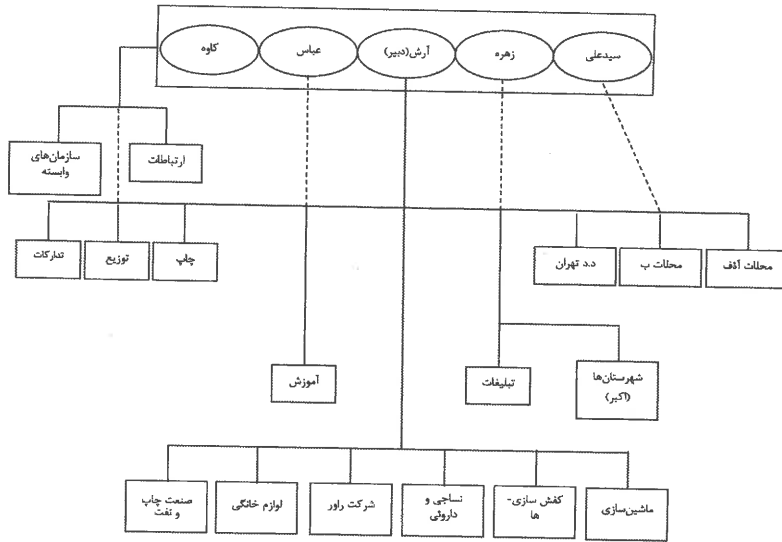 سیدعلی
زهره
آرش(دبیر)
عباس
کاوه
ارتباطات
سازمان‌های
وابسته
محلات الف
محلات ب
د.د تهران
چاپ
توزیع
تدارکات
شهرستان‌ها
(اکبر)
تبلیغات
آموزش
ماشین‌سازی
کفش سازی-
ها
نساجی و
داروئی
شرکت راور
لوازم خانگی
صنعت چاپ
و نفت